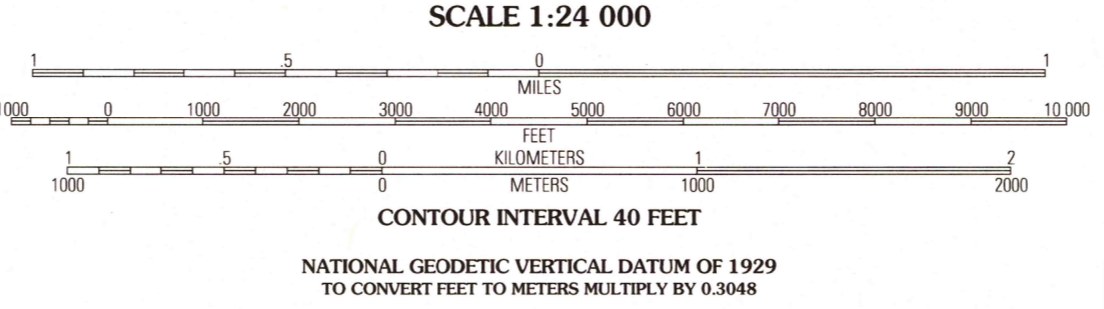 SCALE 1:24 000
1 .5 0 1
MILES
1000 0 1000 2000 3000 4000 5000 6000 7000 8000 9000 10 000
FEET
1 .5 0 KILOMETERS 1 2
1000 0 METERS 1000 2000
CONTOUR INTERVAL 40 FEET
NATIONAL GEODETIC VERTICAL DATUM OF 1929
TO CONVERT FEET TO METERS MULTIPLY BY 0.3048